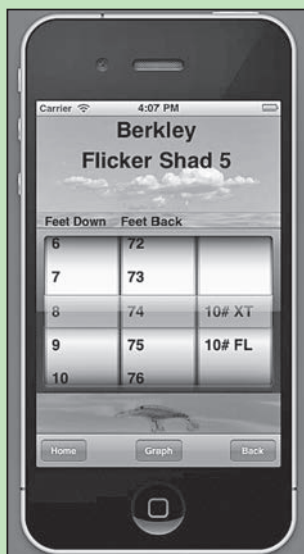 Carrier 4:07 PM
Berkley
Flicker Shad 5
Feet Down Feet Back
6 72
7 73
8 74 10# XT
9 75 10# FL
10 76
Home Graph Back